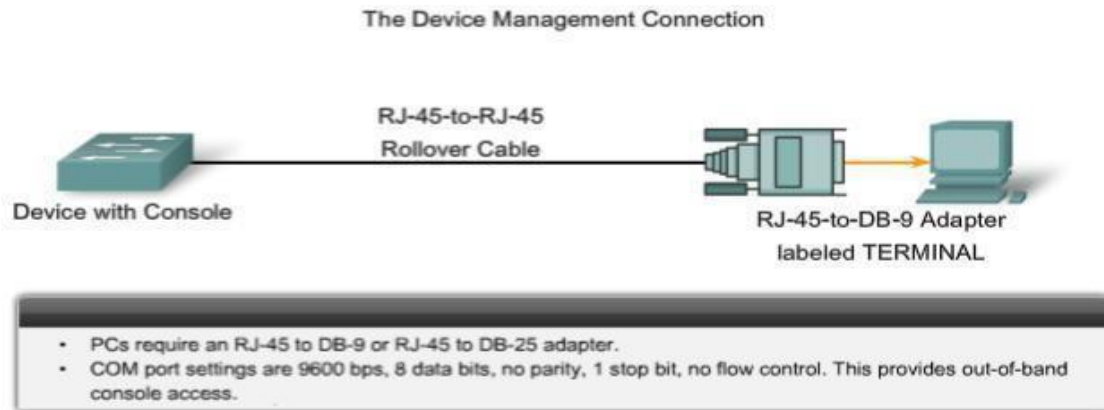 The Device Management Connection
RJ-45-to-RJ-45
Rollover Cable
Device with Console
RJ-45-to-DB-9 Adapter
labeled TERMINAL
• PCs require an RJ-45 to DB-9 or RJ-45 to DB-25 adapter.
• COM port settings are 9600 bps, 8 data bits, no parity, 1 stop bit, no flow control. This provides out-of-band
console access.